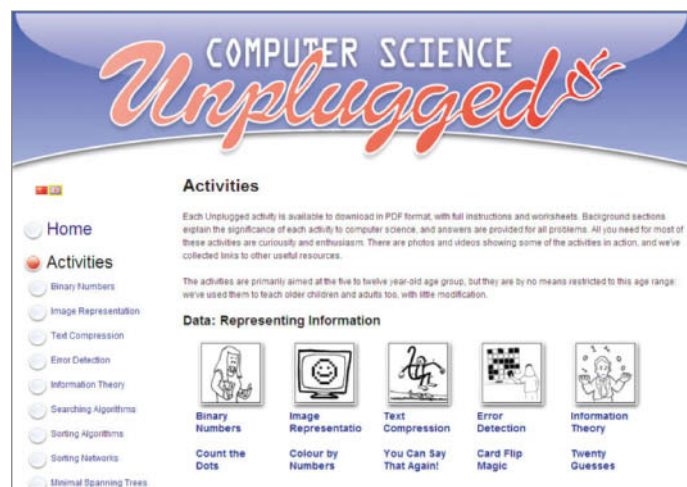 COMPUTER SCIENCE
Unplugged
Activities
Each Unplugged activity is available to download in PDF format, with full instructions and worksheets. Background sections
explain the significance of each activity to computer science, and answers are provided for all problems. All you need for most of
these activities are curiousity and enthusiasm. There are photos and videos showing some of the activities in action, and we've
collected links to other useful resources.
The activities are primarily aimed at the five to twelve year-old age group, but they are by no means restricted to this age range:
we've used them to teach older children and adults too, with little modification.
Home
Activities
Binary Numbers
Image Representation
Text Compression
Error Detection
Information Theory
Searching Algorithms
Sorting Algorithms
Sorting Networks
Minimal Spanning Trees
Data: Representing Information
Binary
Numbers
Count the
Dots
Image
Representatio
Colour by
Numbers
Text
Compression
You Can Say
That Again!
Error
Detection
Card Flip
Magic
Information
Theory
Twenty
Guesses